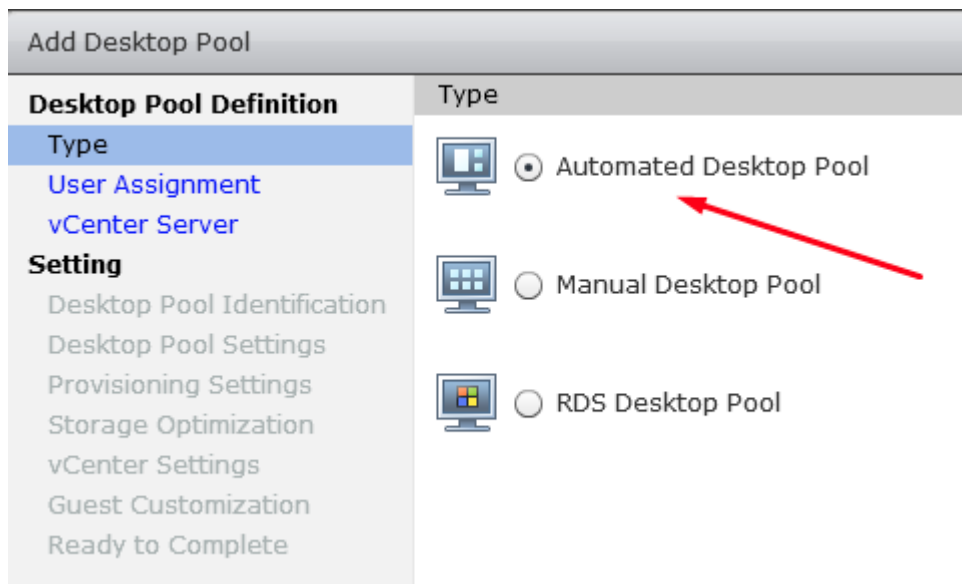 Add Desktop Pool
Desktop Pool Definition
Type
User Assignment
vCenter Server
Setting
Desktop Pool Identification
Desktop Pool Settings
Provisioning Settings
Storage Optimization
vCenter Settings
Guest Customization
Ready to Complete
Type
Automated Desktop Pool
Manual Desktop Pool
RDS Desktop Pool